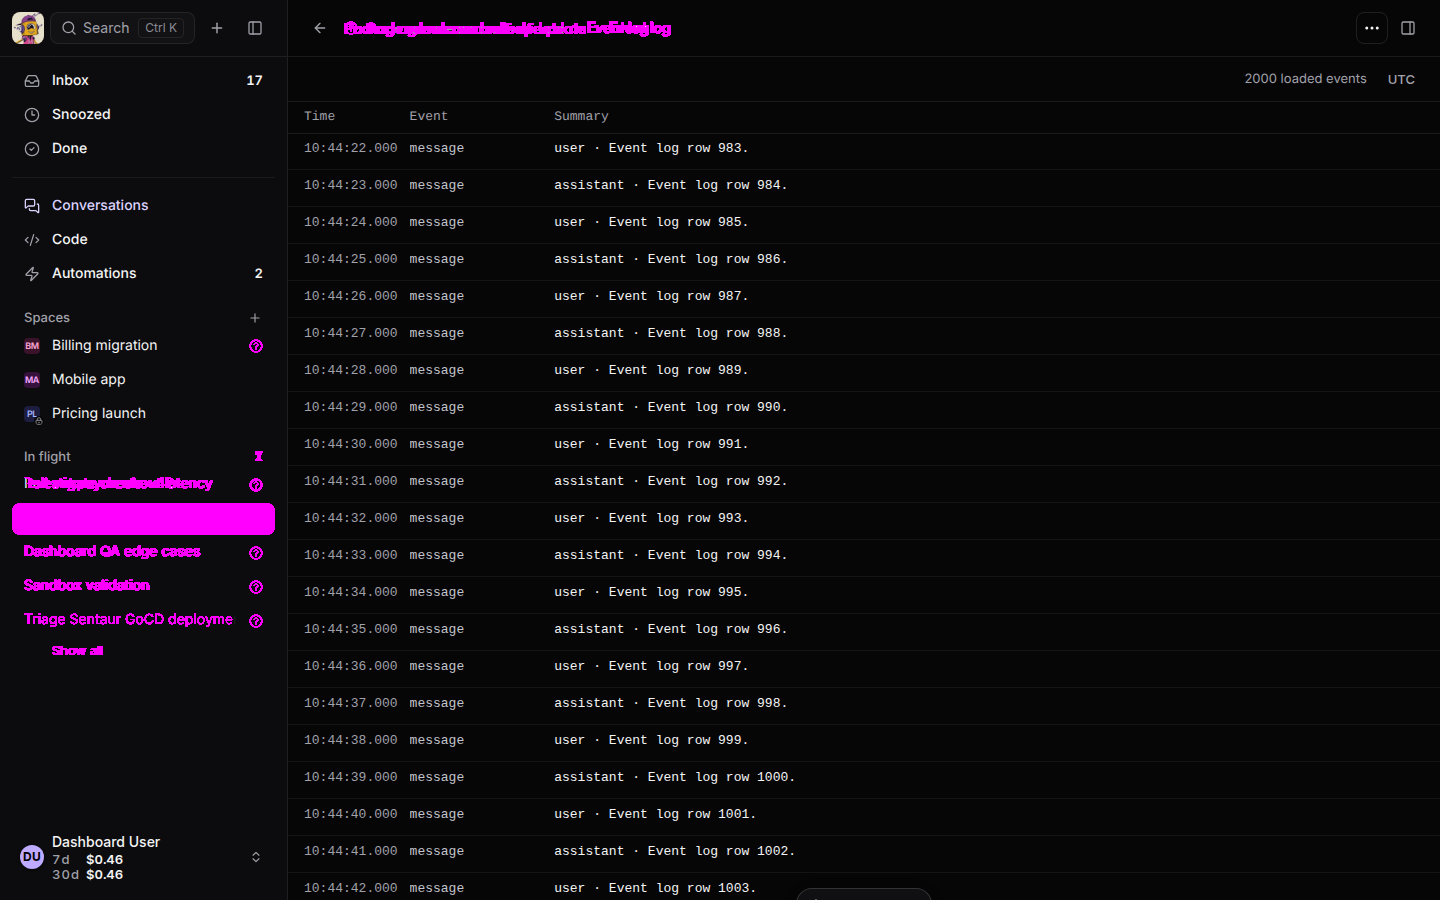 Search Ctrl K
Inbox 17
Snoozed
Done
Conversations
Code
Automations 2
Spaces
BM Billing migration
MA Mobile app
PL Pricing launch
In flight
Dashboard QA edge cases
Sandbox validation
Triage Sentaur GoCD deployme
Show all
DU Dashboard User
7d $0.46
30d $0.46
2000 loaded events UTC
Time Event Summary
10:44:22.000 message user · Event log row 983.
10:44:23.000 message assistant · Event log row 984.
10:44:24.000 message user · Event log row 985.
10:44:25.000 message assistant · Event log row 986.
10:44:26.000 message user · Event log row 987.
10:44:27.000 message assistant · Event log row 988.
10:44:28.000 message user · Event log row 989.
10:44:29.000 message assistant · Event log row 990.
10:44:30.000 message user · Event log row 991.
10:44:31.000 message assistant · Event log row 992.
10:44:32.000 message user · Event log row 993.
10:44:33.000 message assistant · Event log row 994.
10:44:34.000 message user · Event log row 995.
10:44:35.000 message assistant · Event log row 996.
10:44:36.000 message user · Event log row 997.
10:44:37.000 message assistant · Event log row 998.
10:44:38.000 message user · Event log row 999.
10:44:39.000 message assistant · Event log row 1000.
10:44:40.000 message user · Event log row 1001.
10:44:41.000 message assistant · Event log row 1002.
10:44:42.000 message user · Event log row 1003.